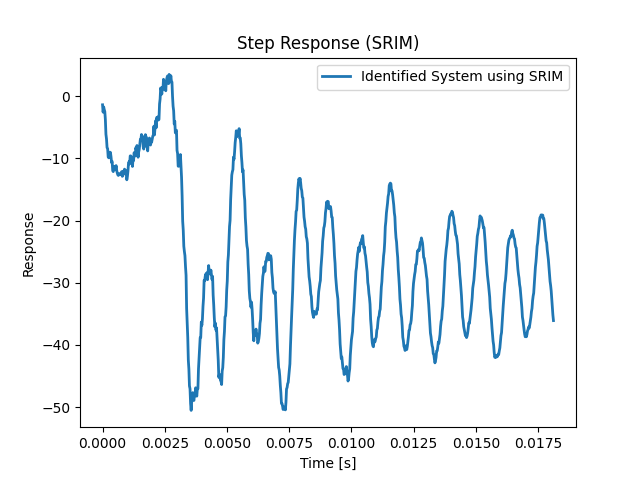 Step Response (SRIM)
Identified System using SRIM
Response
0
−10
−20
−30
−40
−50
0.0000 0.0025 0.0050 0.0075 0.0100 0.0125 0.0150 0.0175
Time [s]